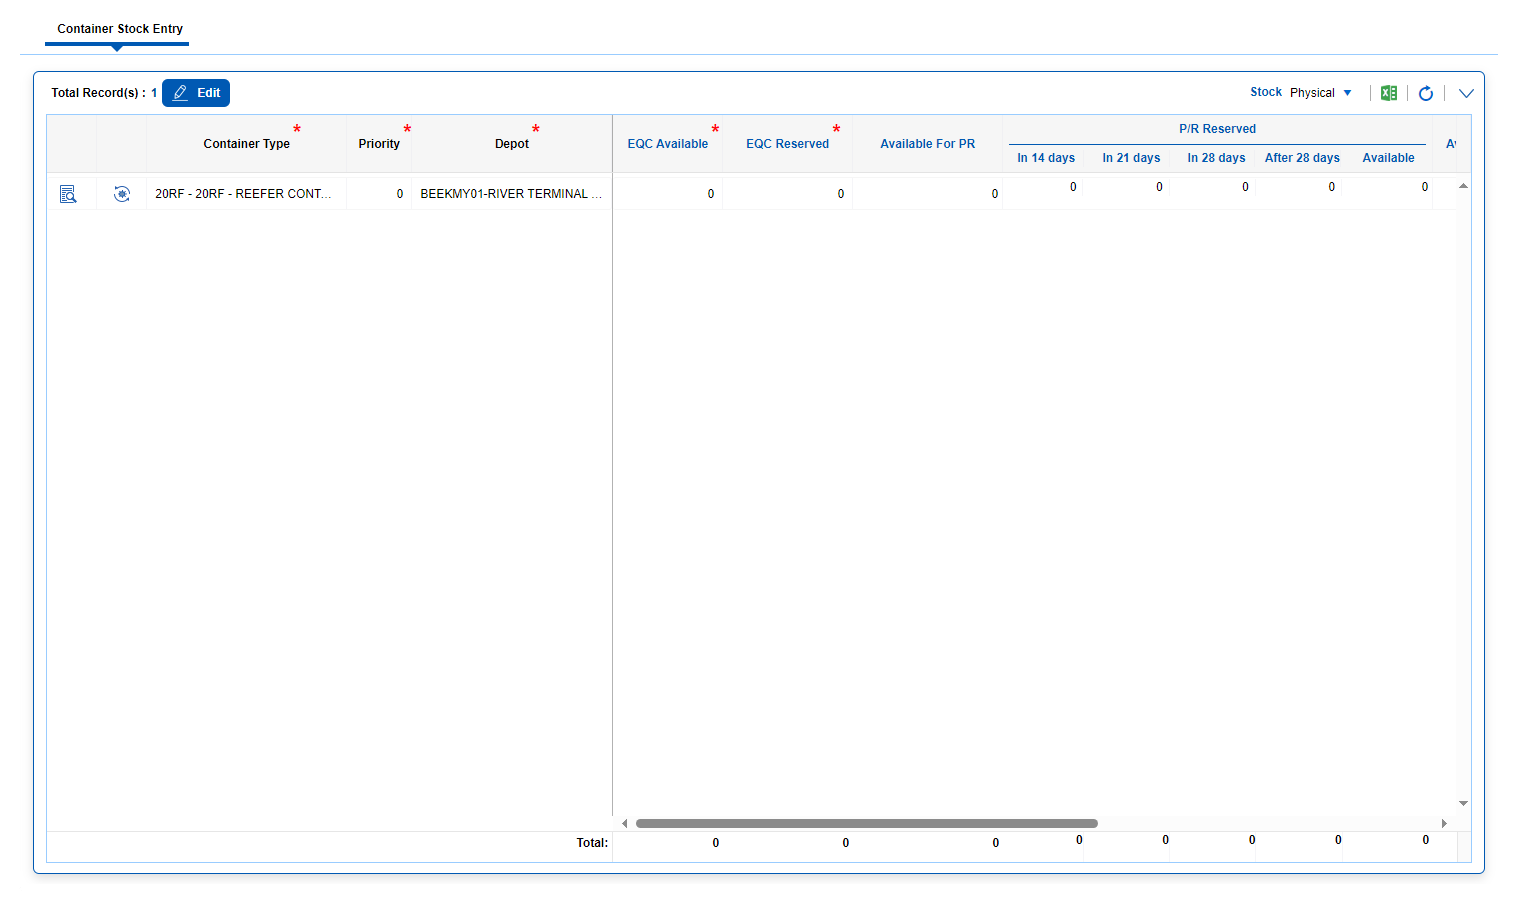 Container Stock Entry
Total Record(s) : 1 Edit Stock Physical
Container Type * Priority * Depot * EQC Available * EQC Reserved * Available For PR P/R Reserved
In 14 days In 21 days In 28 days After 28 days Available
20RF - 20RF - REEFER CONT... 0 BEEKMY01-RIVER TERMINAL ... 0 0 0 0 0 0 0 0
Total: 0 0 0 0 0 0 0 0